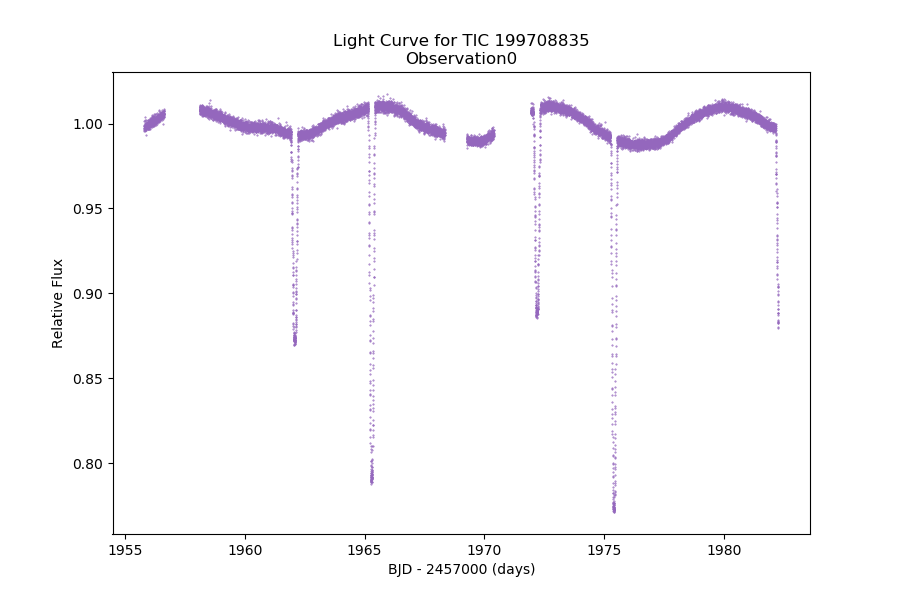 Light Curve for TIC 199708835
Observation0
1.00
0.95
0.90
0.85
0.80
Relative Flux
1955 1960 1965 1970 1975 1980
BJD - 2457000 (days)